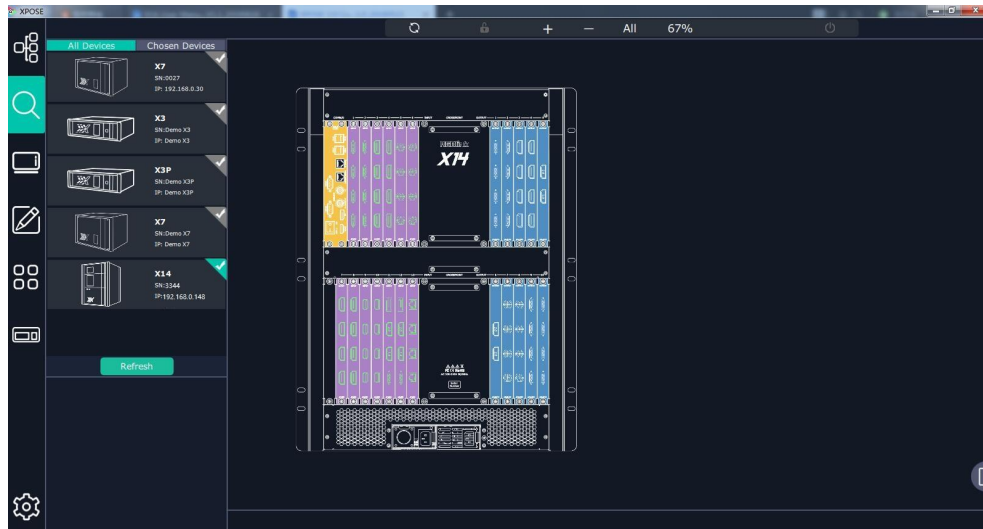 XPOSE
+ — All 67%
All Devices Chosen Devices
X7
SN:0027
IP: 192.168.0.30
X3
SN:Demo X3
IP: Demo X3
X3P
SN:Demo X3P
IP: Demo X3P
X7
SN:Demo X7
IP: Demo X7
X14
SN:3344
IP:192.168.0.148
Refresh
X14